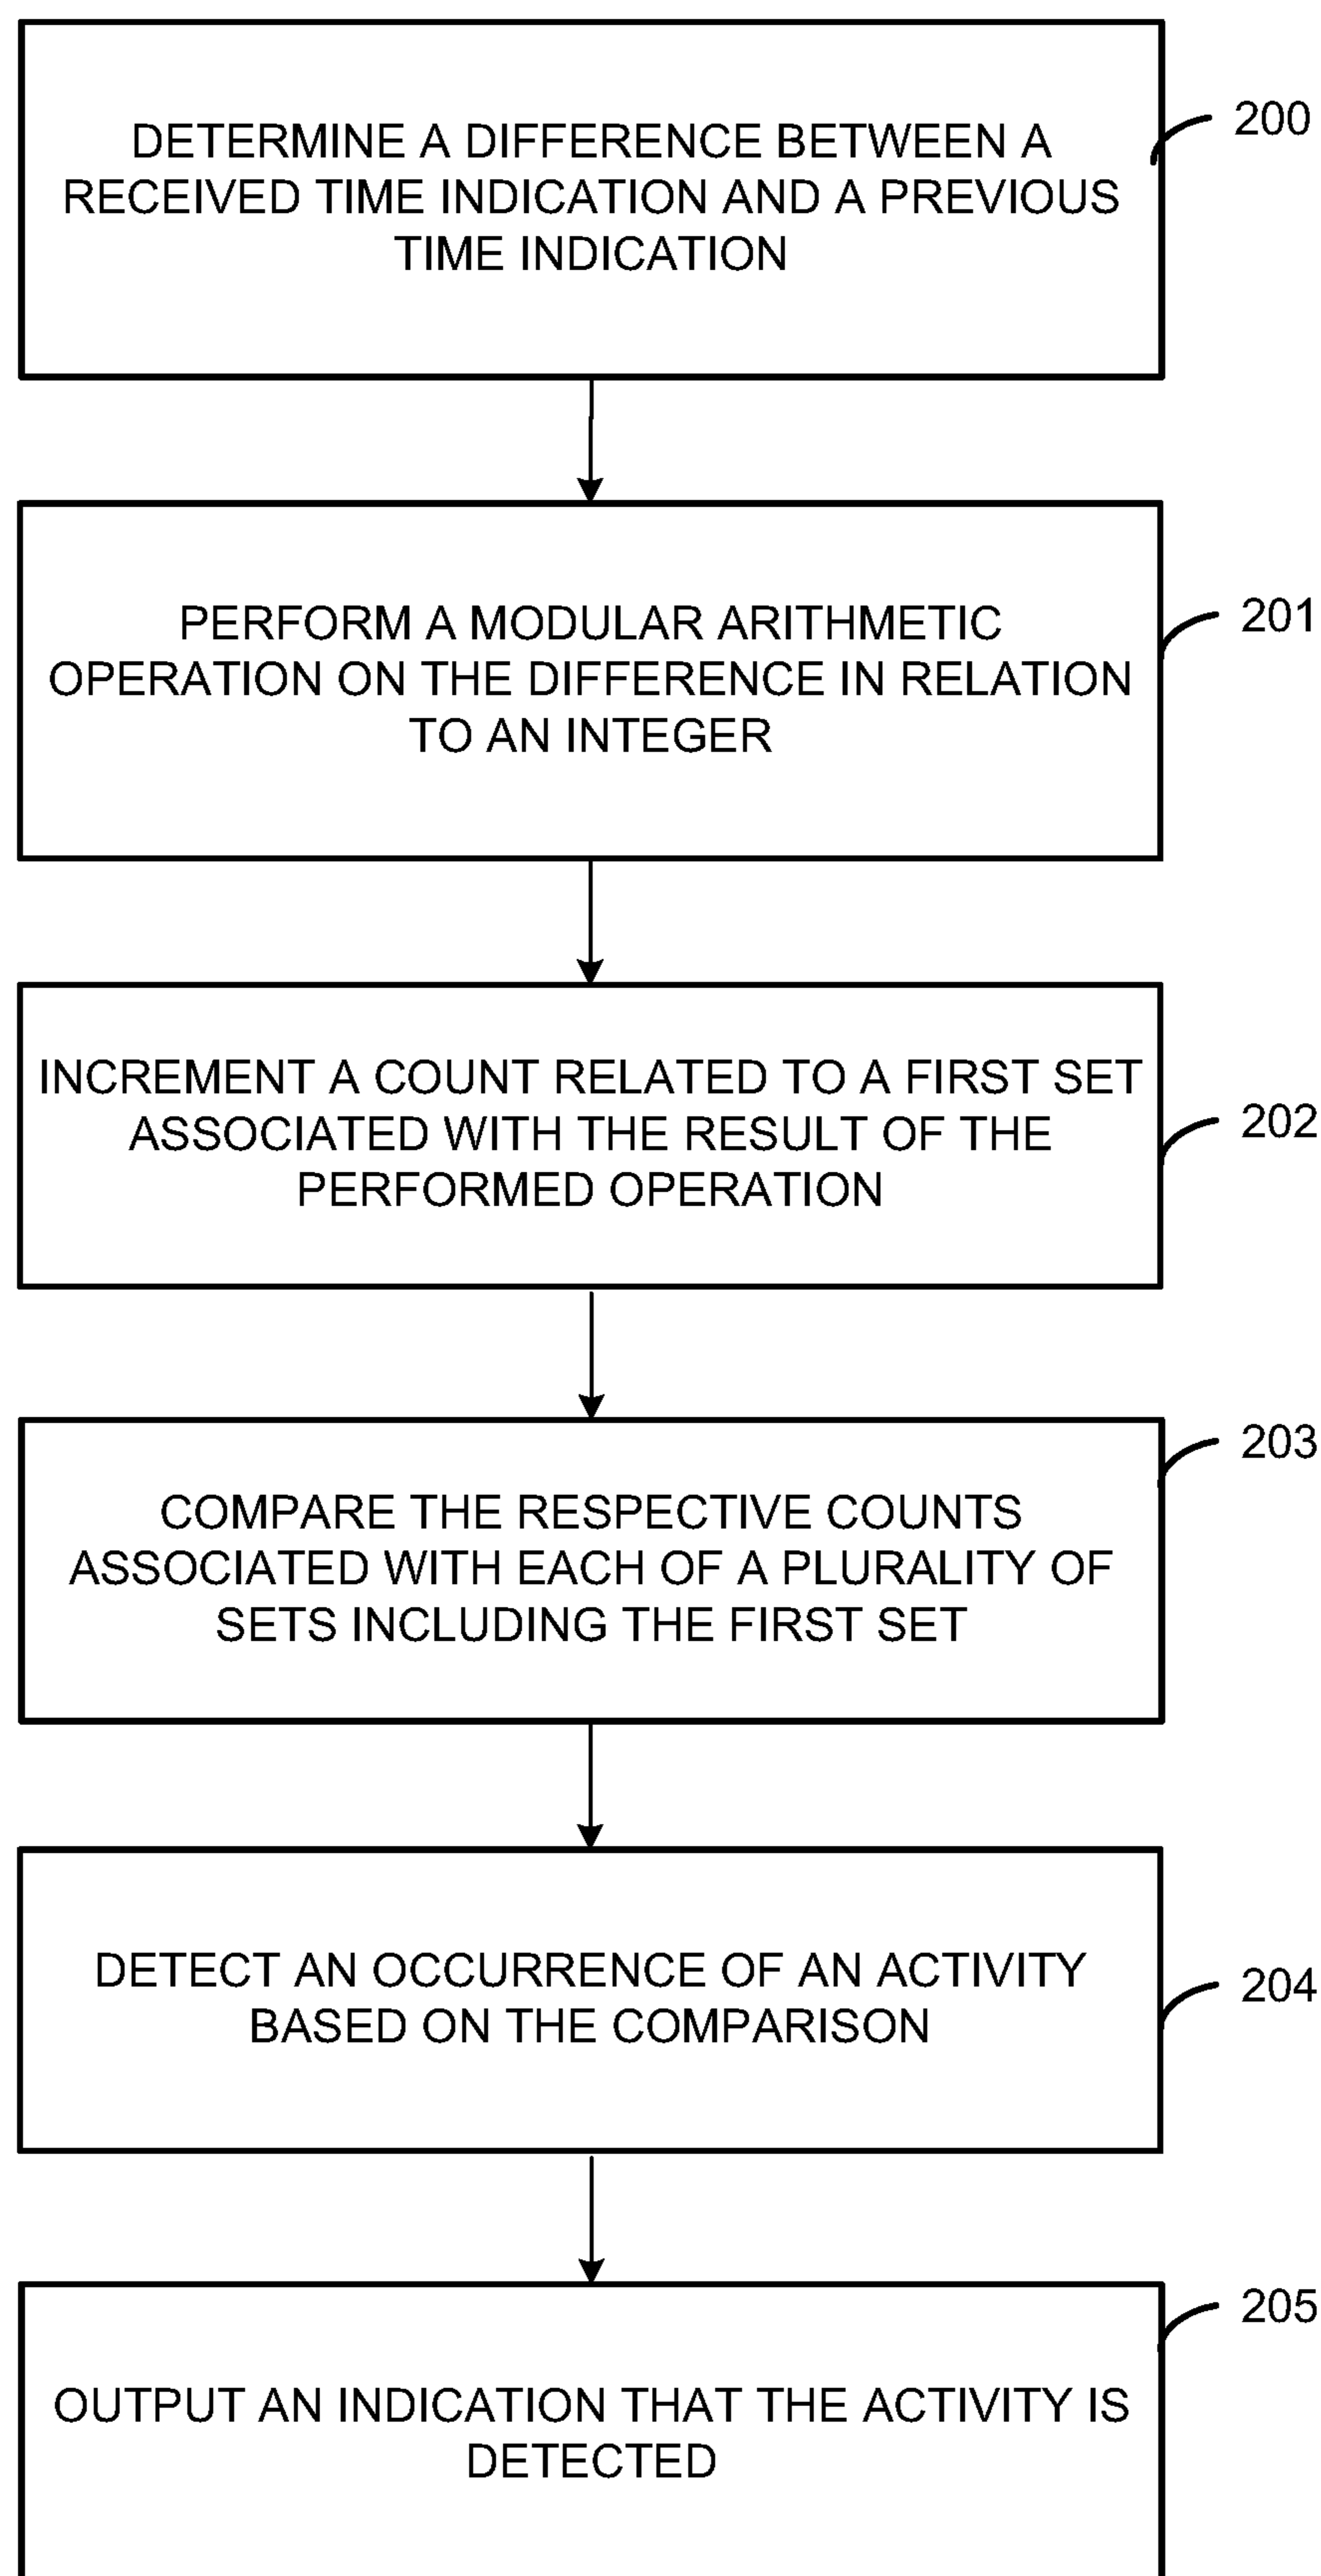 DETERMINE A DIFFERENCE BETWEEN A
RECEIVED TIME INDICATION AND A PREVIOUS
TIME INDICATION
200
PERFORM A MODULAR ARITHMETIC
OPERATION ON THE DIFFERENCE IN RELATION
TO AN INTEGER
201
INCREMENT A COUNT RELATED TO A FIRST SET
ASSOCIATED WITH THE RESULT OF THE
PERFORMED OPERATION
202
COMPARE THE RESPECTIVE COUNTS
ASSOCIATED WITH EACH OF A PLURALITY OF
SETS INCLUDING THE FIRST SET
203
DETECT AN OCCURRENCE OF AN ACTIVITY
BASED ON THE COMPARISON
204
OUTPUT AN INDICATION THAT THE ACTIVITY IS
DETECTED
205